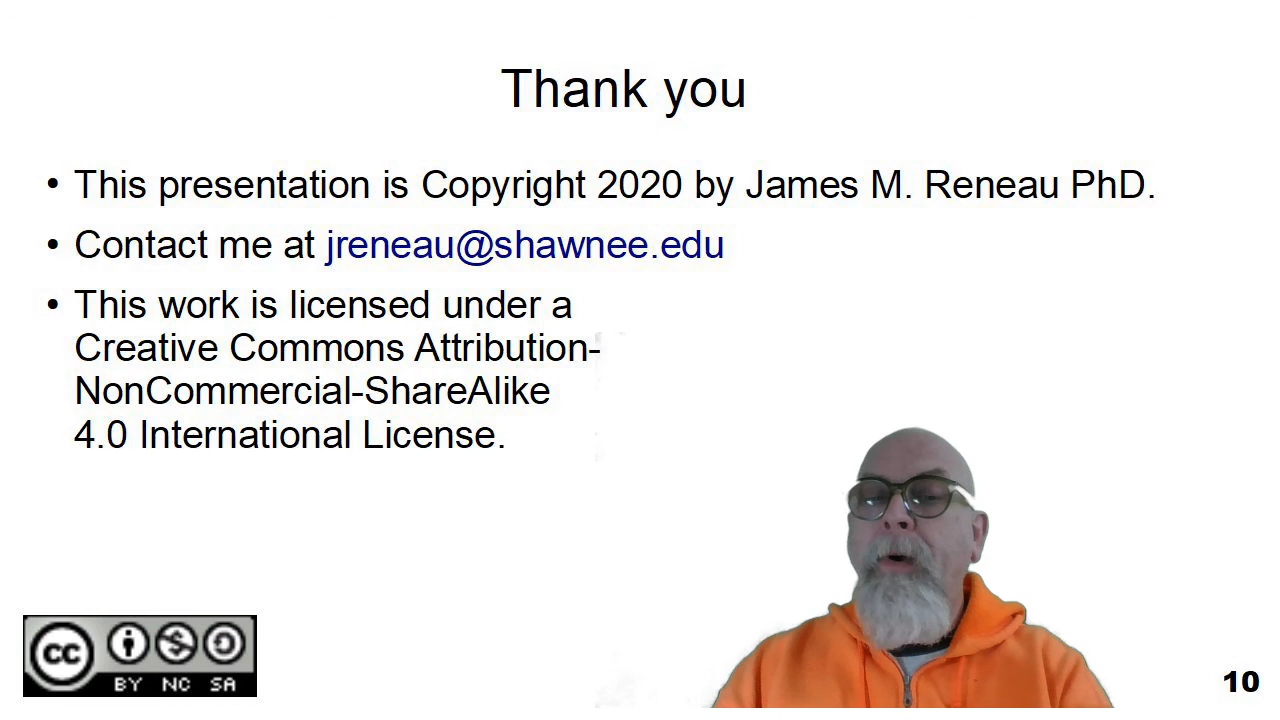 Thank you
• This presentation is Copyright 2020 by James M. Reneau PhD.
• Contact me at jreneau@shawnee.edu
• This work is licensed under a
Creative Commons Attribution-
NonCommercial-ShareAlike
4.0 International License.
cc
BY NC SA
10